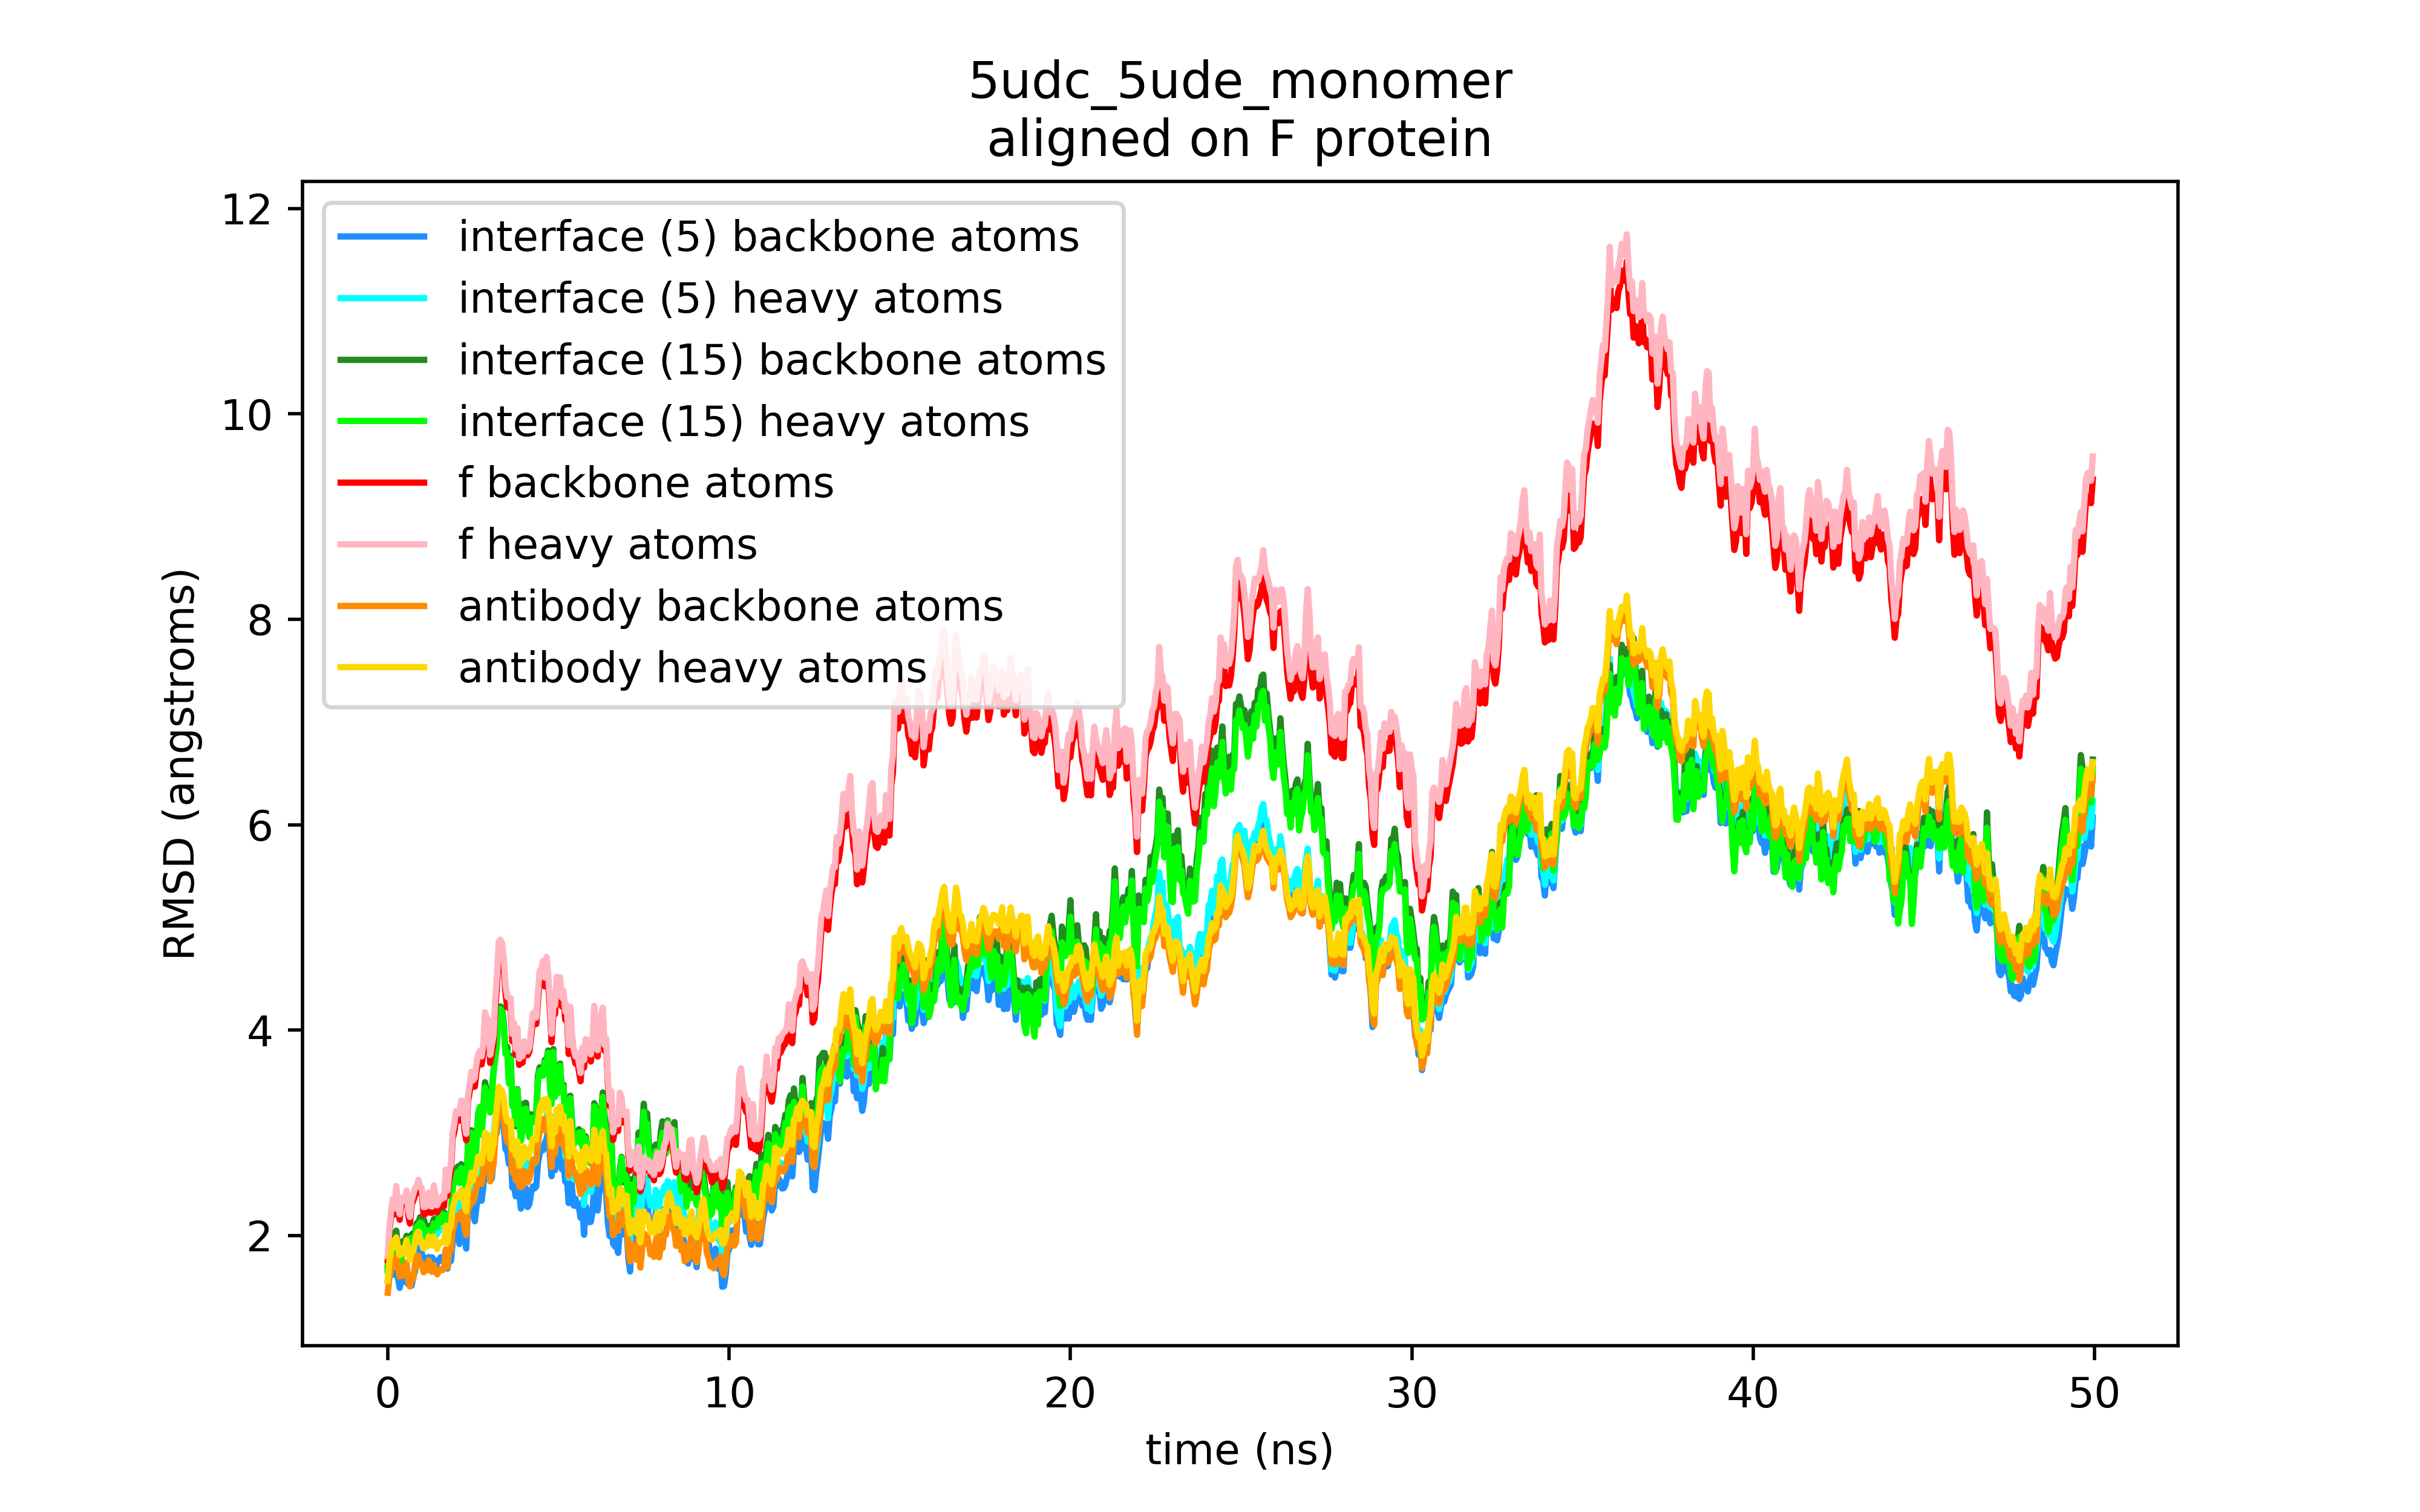 5udc_5ude_monomer
aligned on F protein
12
10
8
6
4
2
RMSD (angstroms)
interface (5) backbone atoms
interface (5) heavy atoms
interface (15) backbone atoms
interface (15) heavy atoms
f backbone atoms
f heavy atoms
antibody backbone atoms
antibody heavy atoms
0 10 20 30 40 50
time (ns)